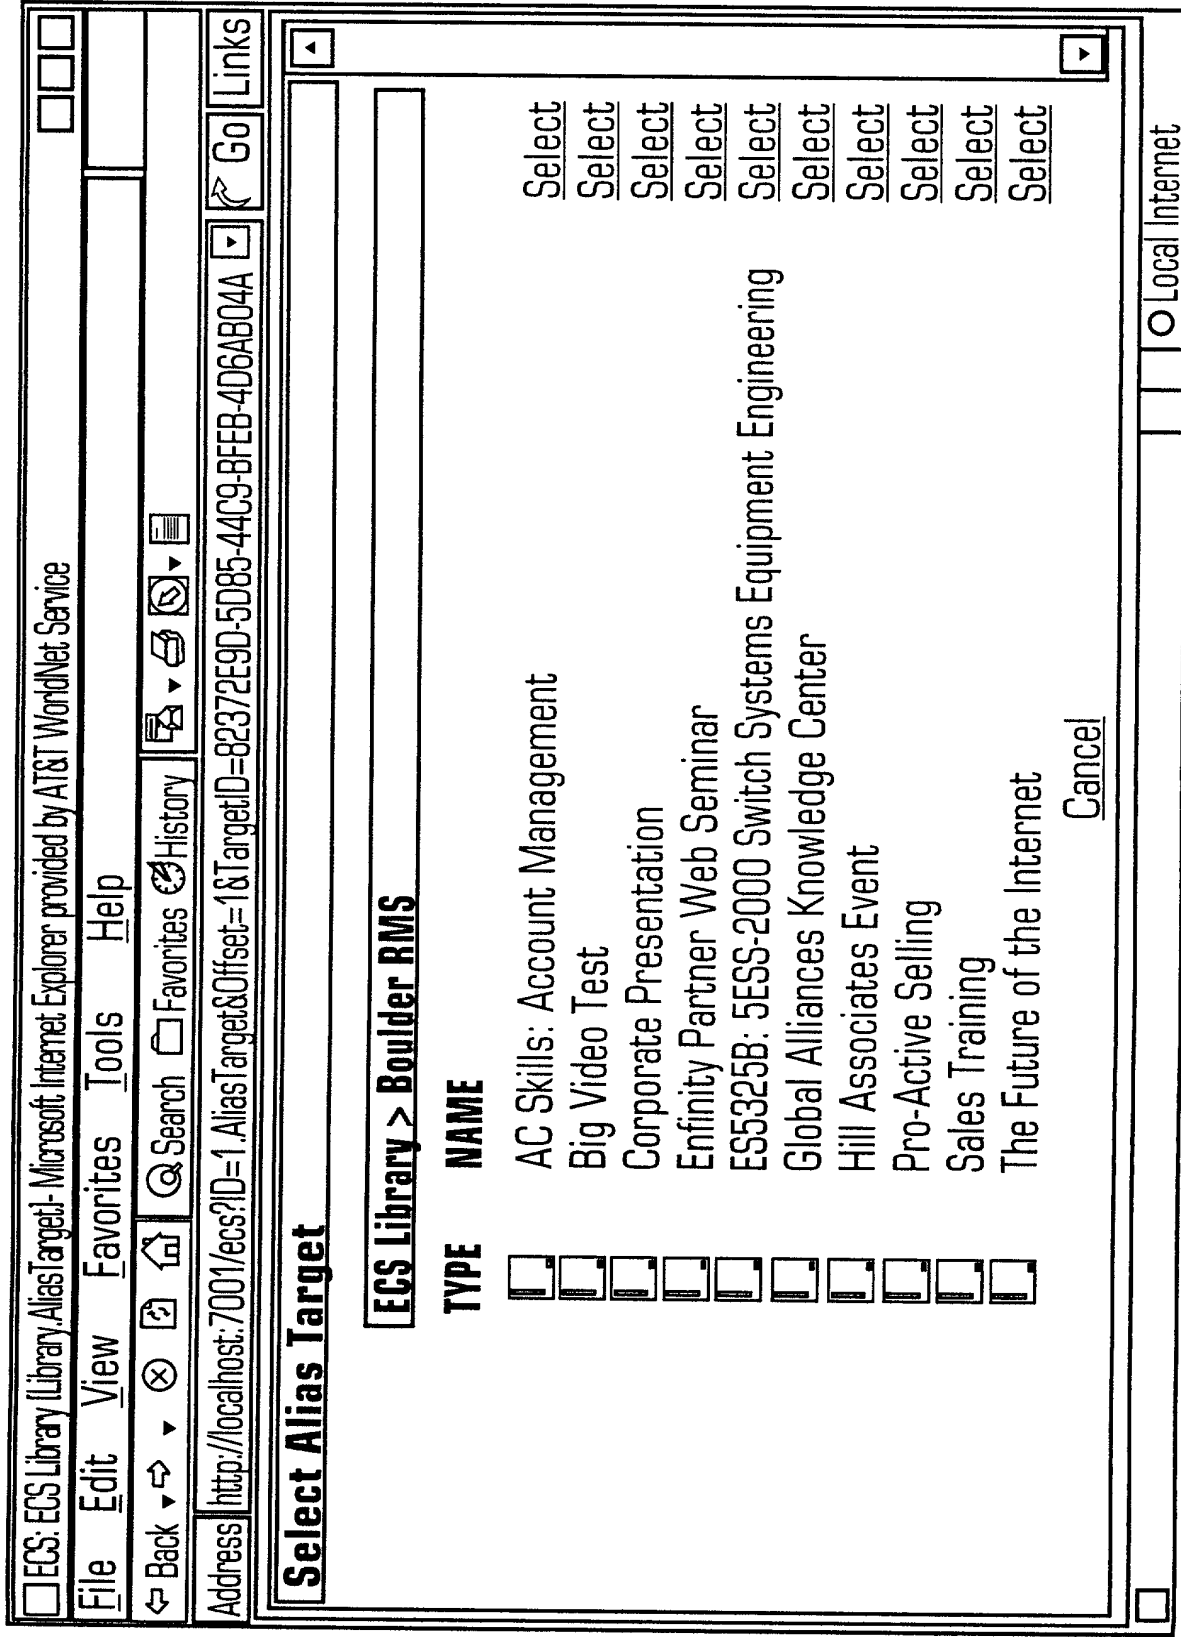 ECS: ECS Library [Library.AliasTarget]- Microsoft Internet Explorer provided by AT&T WorldNet Service
File Edit View Favorites Tools Help
Back Search Favorites History
Address http://localhost:7001/ecs?ID=1.AliasTarget&Offset=1&TargetID=82372E9D-5D85-44C9-BFEB-4D6AB04A Go Links
Select Alias Target
ECS Library > Boulder RMS
TYPE NAME
AC Skills: Account Management Select
Big Video Test Select
Corporate Presentation Select
Enfinity Partner Web Seminar Select
ES5325B: 5ESS-2000 Switch Systems Equipment Engineering Select
Global Alliances Knowledge Center Select
Hill Associates Event Select
Pro-Active Selling Select
Sales Training Select
The Future of the Internet Select
Cancel
Local Internet